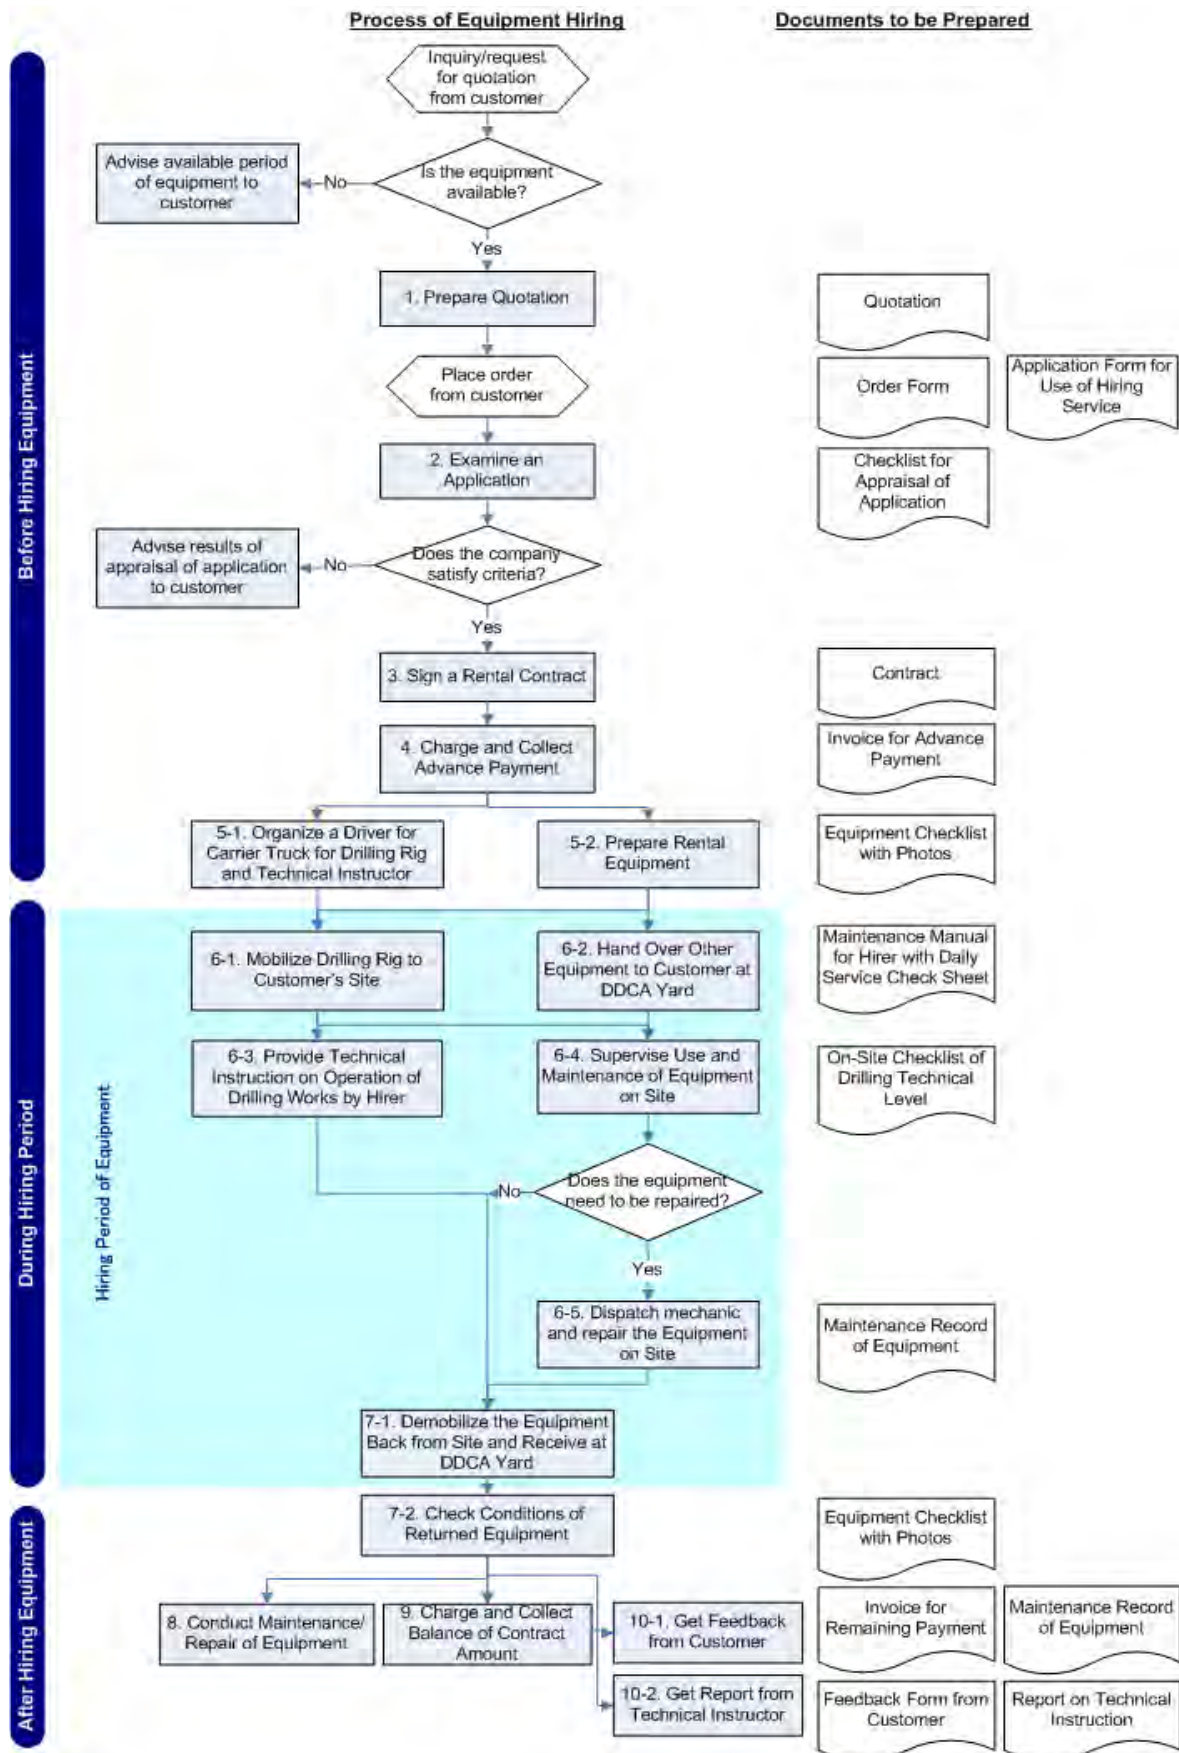 Process of Equipment Hiring
Documents to be Prepared
Before Hiring Equipment
Inquiry/request
for quotation
from customer
Is the equipment
available?
No
Advise available period
of equipment to
customer
Yes
1. Prepare Quotation
Quotation
Place order
from customer
Order Form
Application Form for
Use of Hiring
Service
2. Examine an
Application
Checklist for
Appraisal of
Application
Does the company
satisfy criteria?
No
Advise results of
appraisal of application
to customer
Yes
3. Sign a Rental Contract
Contract
4. Charge and Collect
Advance Payment
Invoice for Advance
Payment
5-1. Organize a Driver for
Carrier Truck for Drilling Rig
and Technical Instructor
5-2. Prepare Rental
Equipment
Equipment Checklist
with Photos
During Hiring Period
Hiring Period of Equipment
6-1. Mobilize Drilling Rig to
Customer's Site
6-2. Hand Over Other
Equipment to Customer at
DDCA Yard
Maintenance Manual
for Hirer with Daily
Service Check Sheet
6-3. Provide Technical
Instruction on Operation of
Drilling Works by Hirer
6-4. Supervise Use and
Maintenance of Equipment
on Site
On-Site Checklist of
Drilling Technical
Level
Does the equipment
need to be repaired?
No
Yes
6-5. Dispatch mechanic
and repair the Equipment
on Site
Maintenance Record
of Equipment
7-1. Demobilize the Equipment
Back from Site and Receive at
DDCA Yard
After Hiring Equipment
7-2. Check Conditions of
Returned Equipment
Equipment Checklist
with Photos
8. Conduct Maintenance/
Repair of Equipment
9. Charge and Collect
Balance of Contract
Amount
10-1. Get Feedback
from Customer
Invoice for
Remaining Payment
Maintenance Record
of Equipment
10-2. Get Report from
Technical Instructor
Feedback Form from
Customer
Report on Technical
Instruction